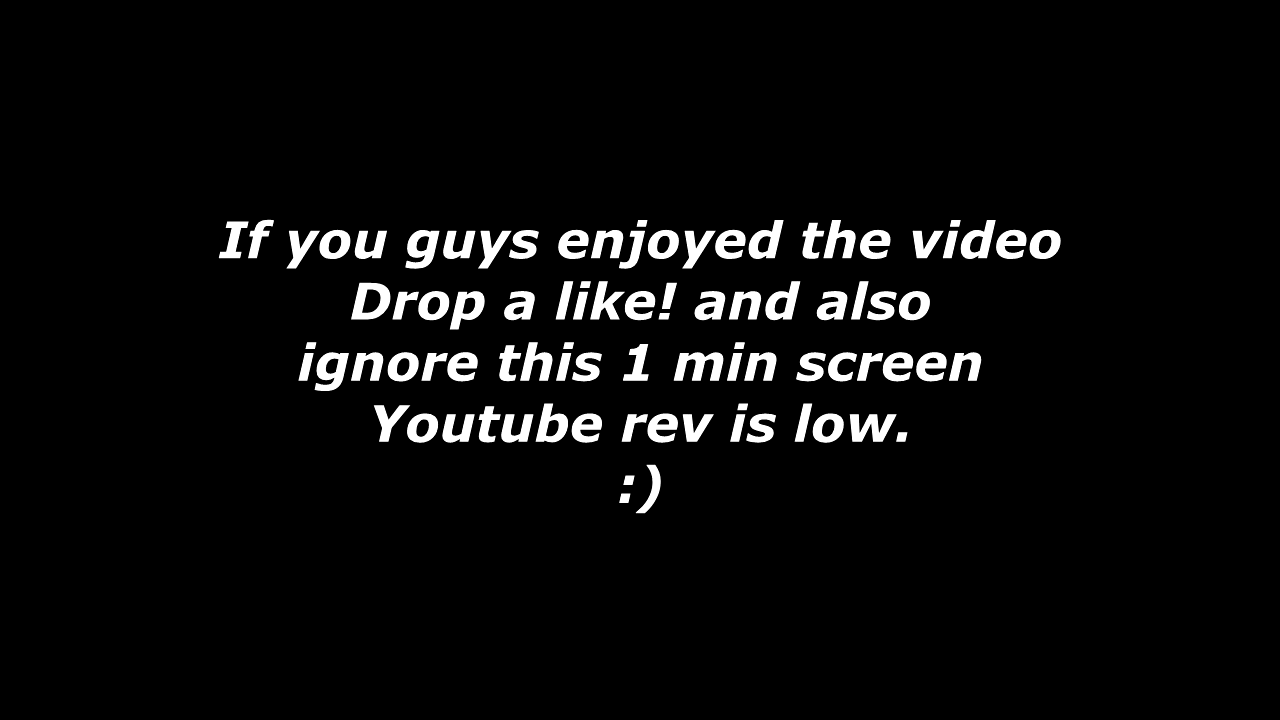 If you guys enjoyed the video
Drop a like! and also
ignore this 1 min screen
Youtube rev is low.
:)